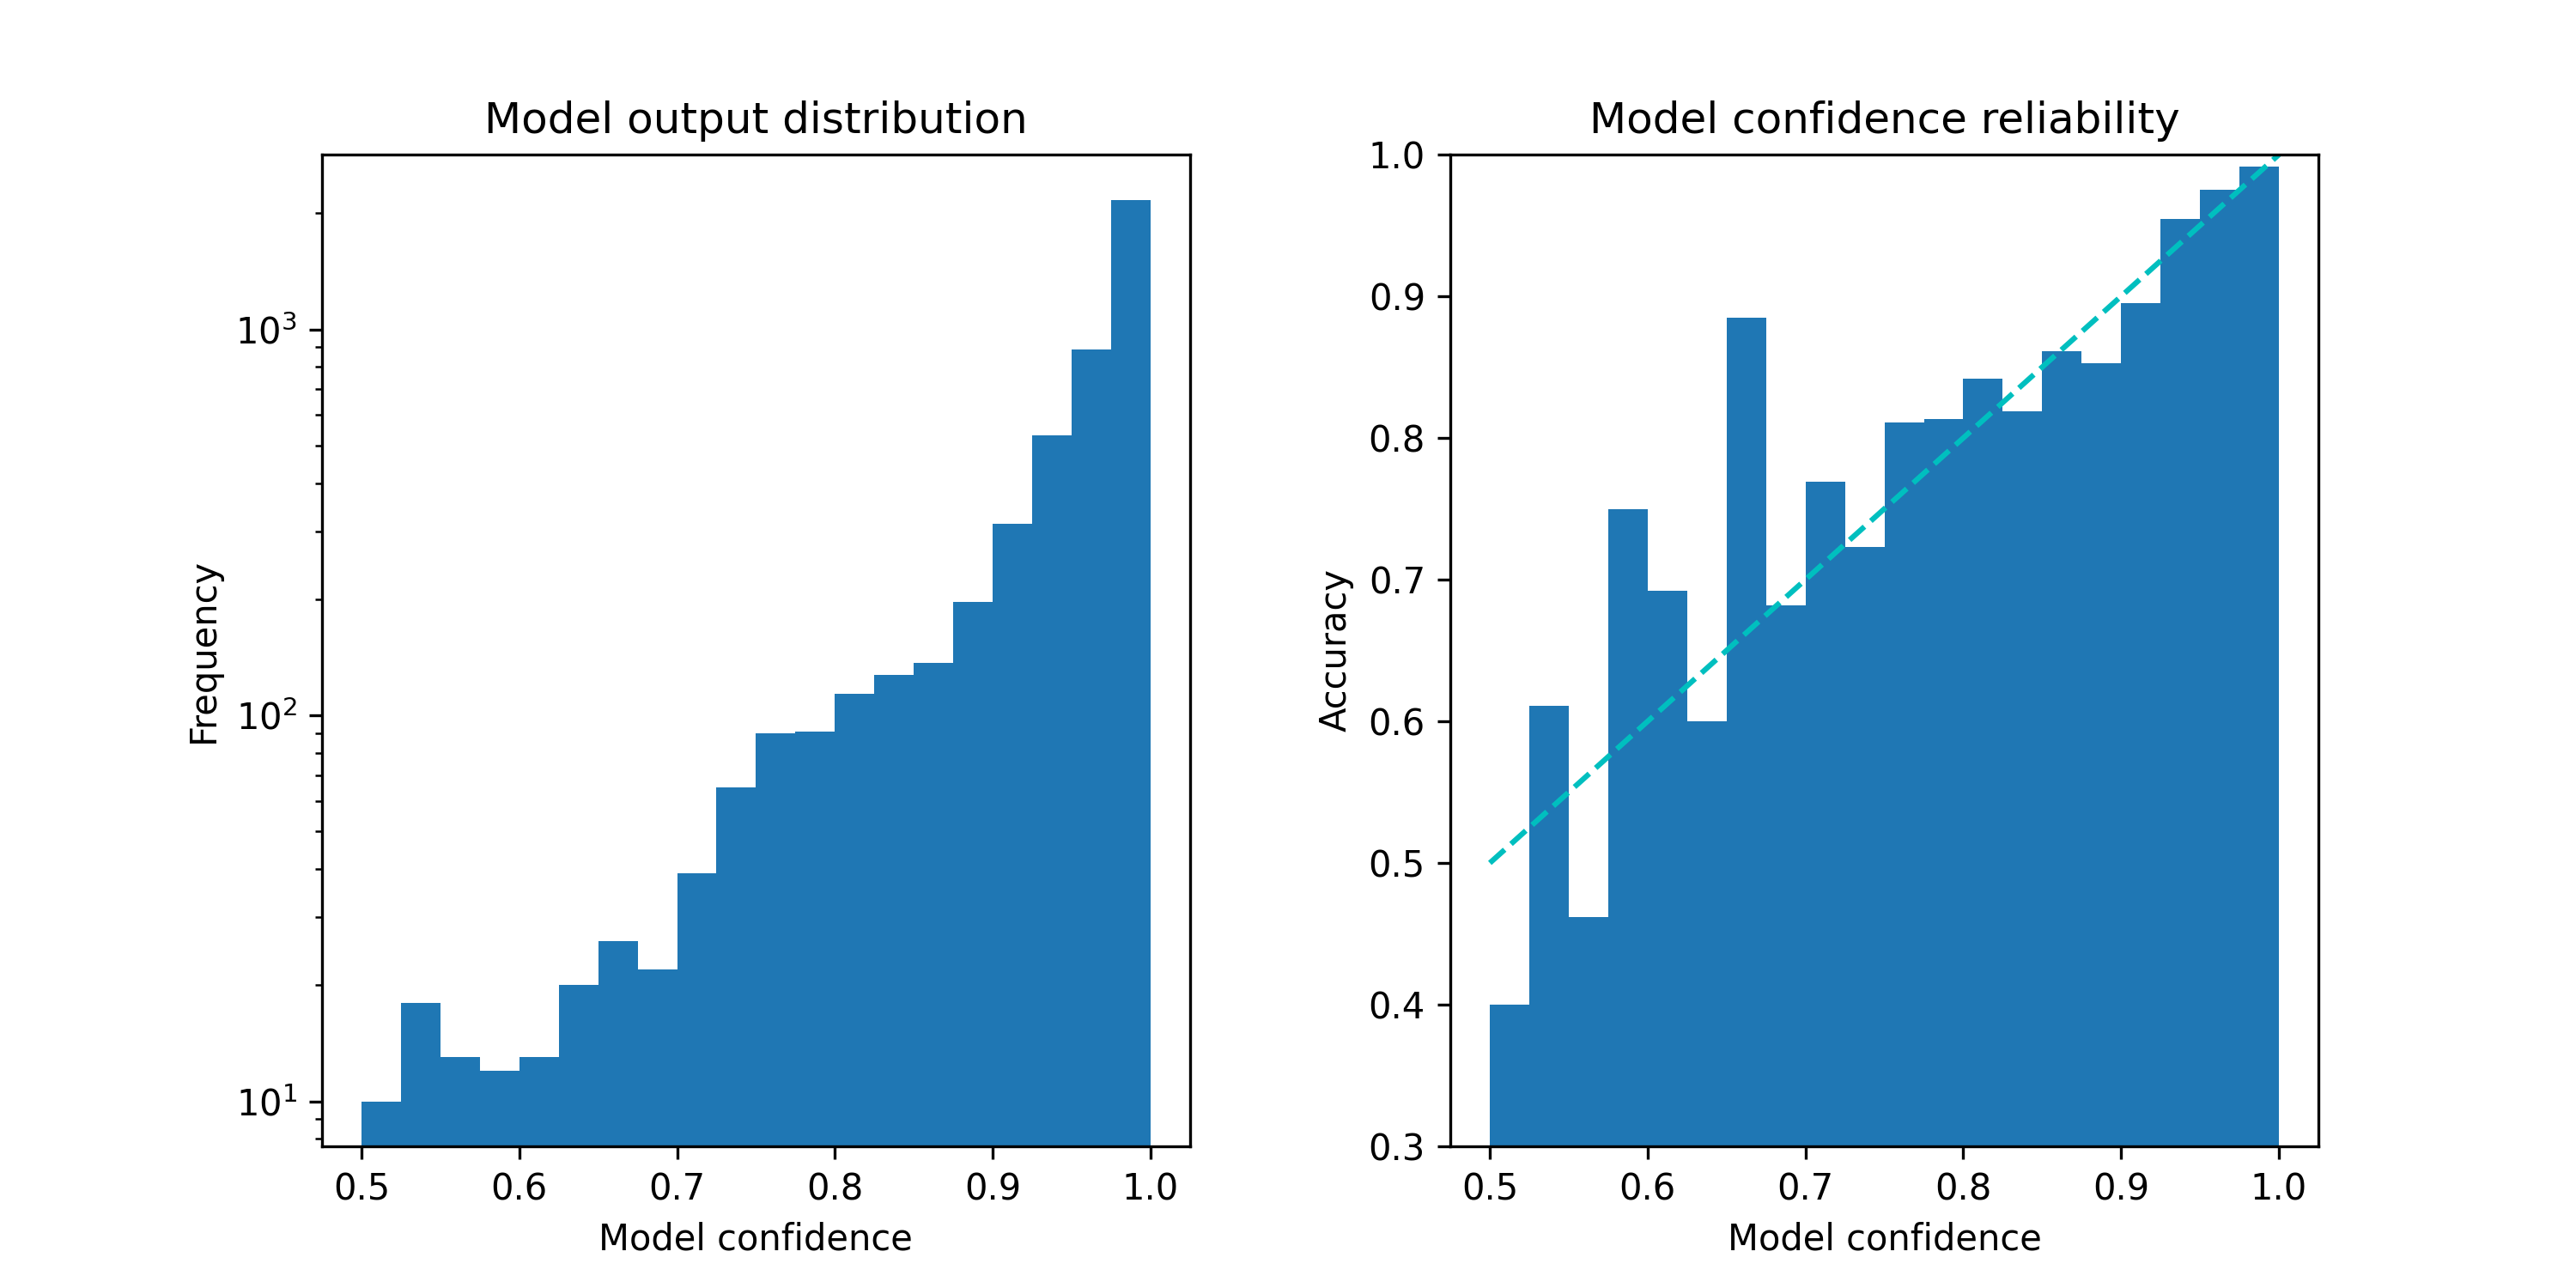 Model output distribution
Frequency
10³
10²
10¹
0.5 0.6 0.7 0.8 0.9 1.0
Model confidence
Model confidence reliability
Accuracy
1.0
0.9
0.8
0.7
0.6
0.5
0.4
0.3
0.5 0.6 0.7 0.8 0.9 1.0
Model confidence